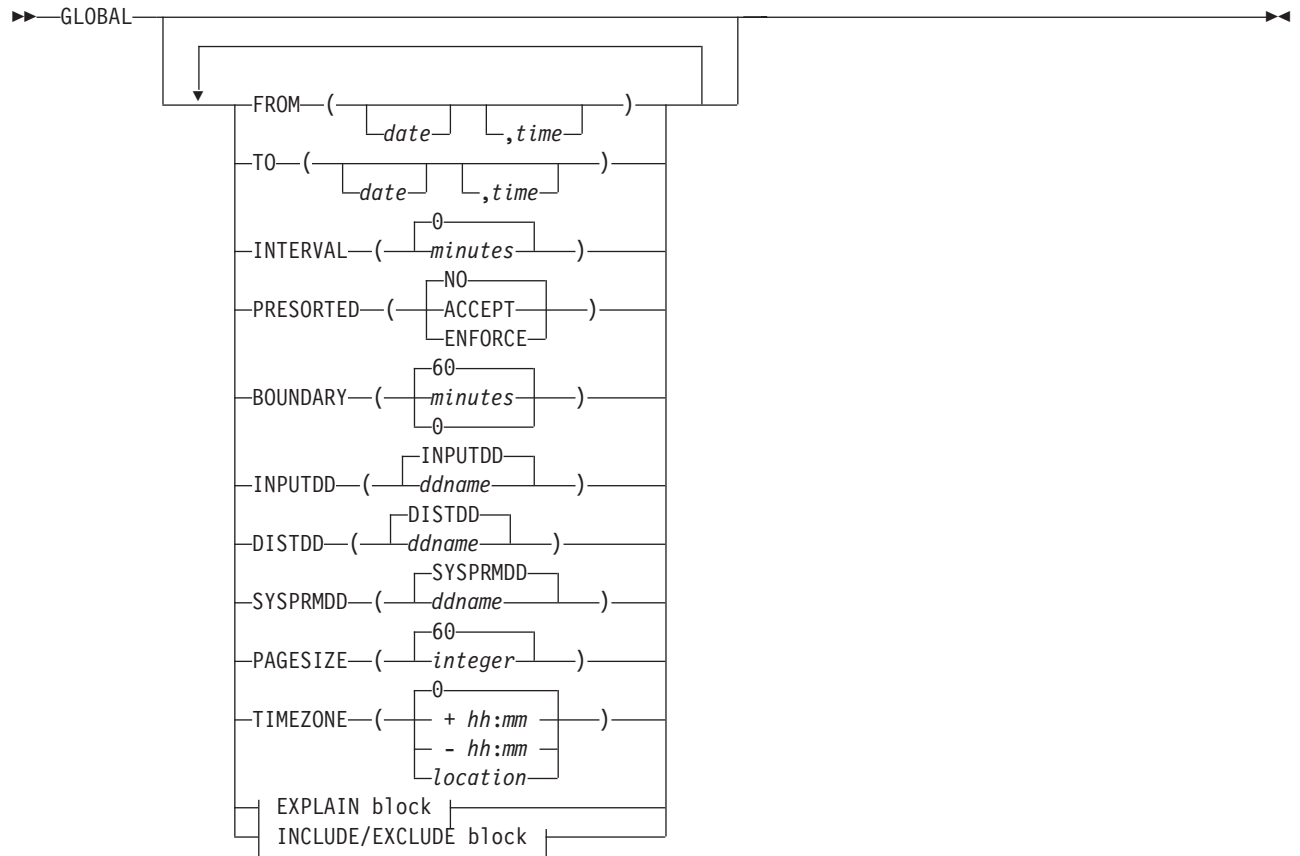 GLOBAL
FROM ( date ,time )
TO ( date ,time )
INTERVAL ( 0
minutes )
PRESORTED ( NO
ACCEPT )
ENFORCE
BOUNDARY ( 60
minutes )
0
INPUTDD ( INPUTDD
ddname )
DISTDD ( DISTDD
ddname )
SYSPRMDD ( SYSPRMDD
ddname )
PAGESIZE ( 60
integer )
TIMEZONE ( 0
+ hh:mm )
- hh:mm
location
EXPLAIN block
INCLUDE/EXCLUDE block